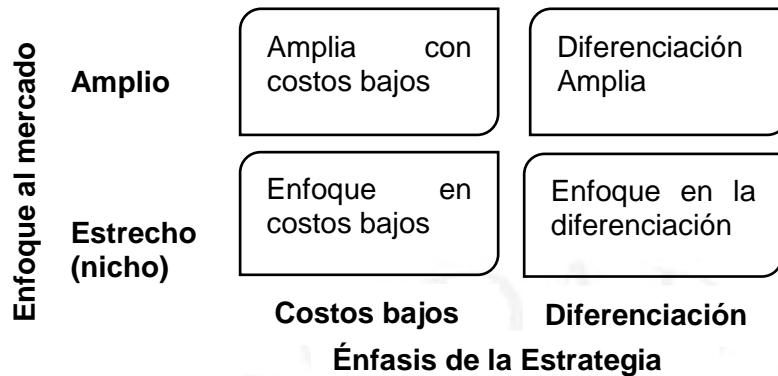 Enfoque al mercado
Amplio
Amplia con
costos bajos
Diferenciación
Amplia
Estrecho
(nicho)
Enfoque en
costos bajos
Enfoque en la
diferenciación
Costos bajos
Diferenciación
Énfasis de la Estrategia